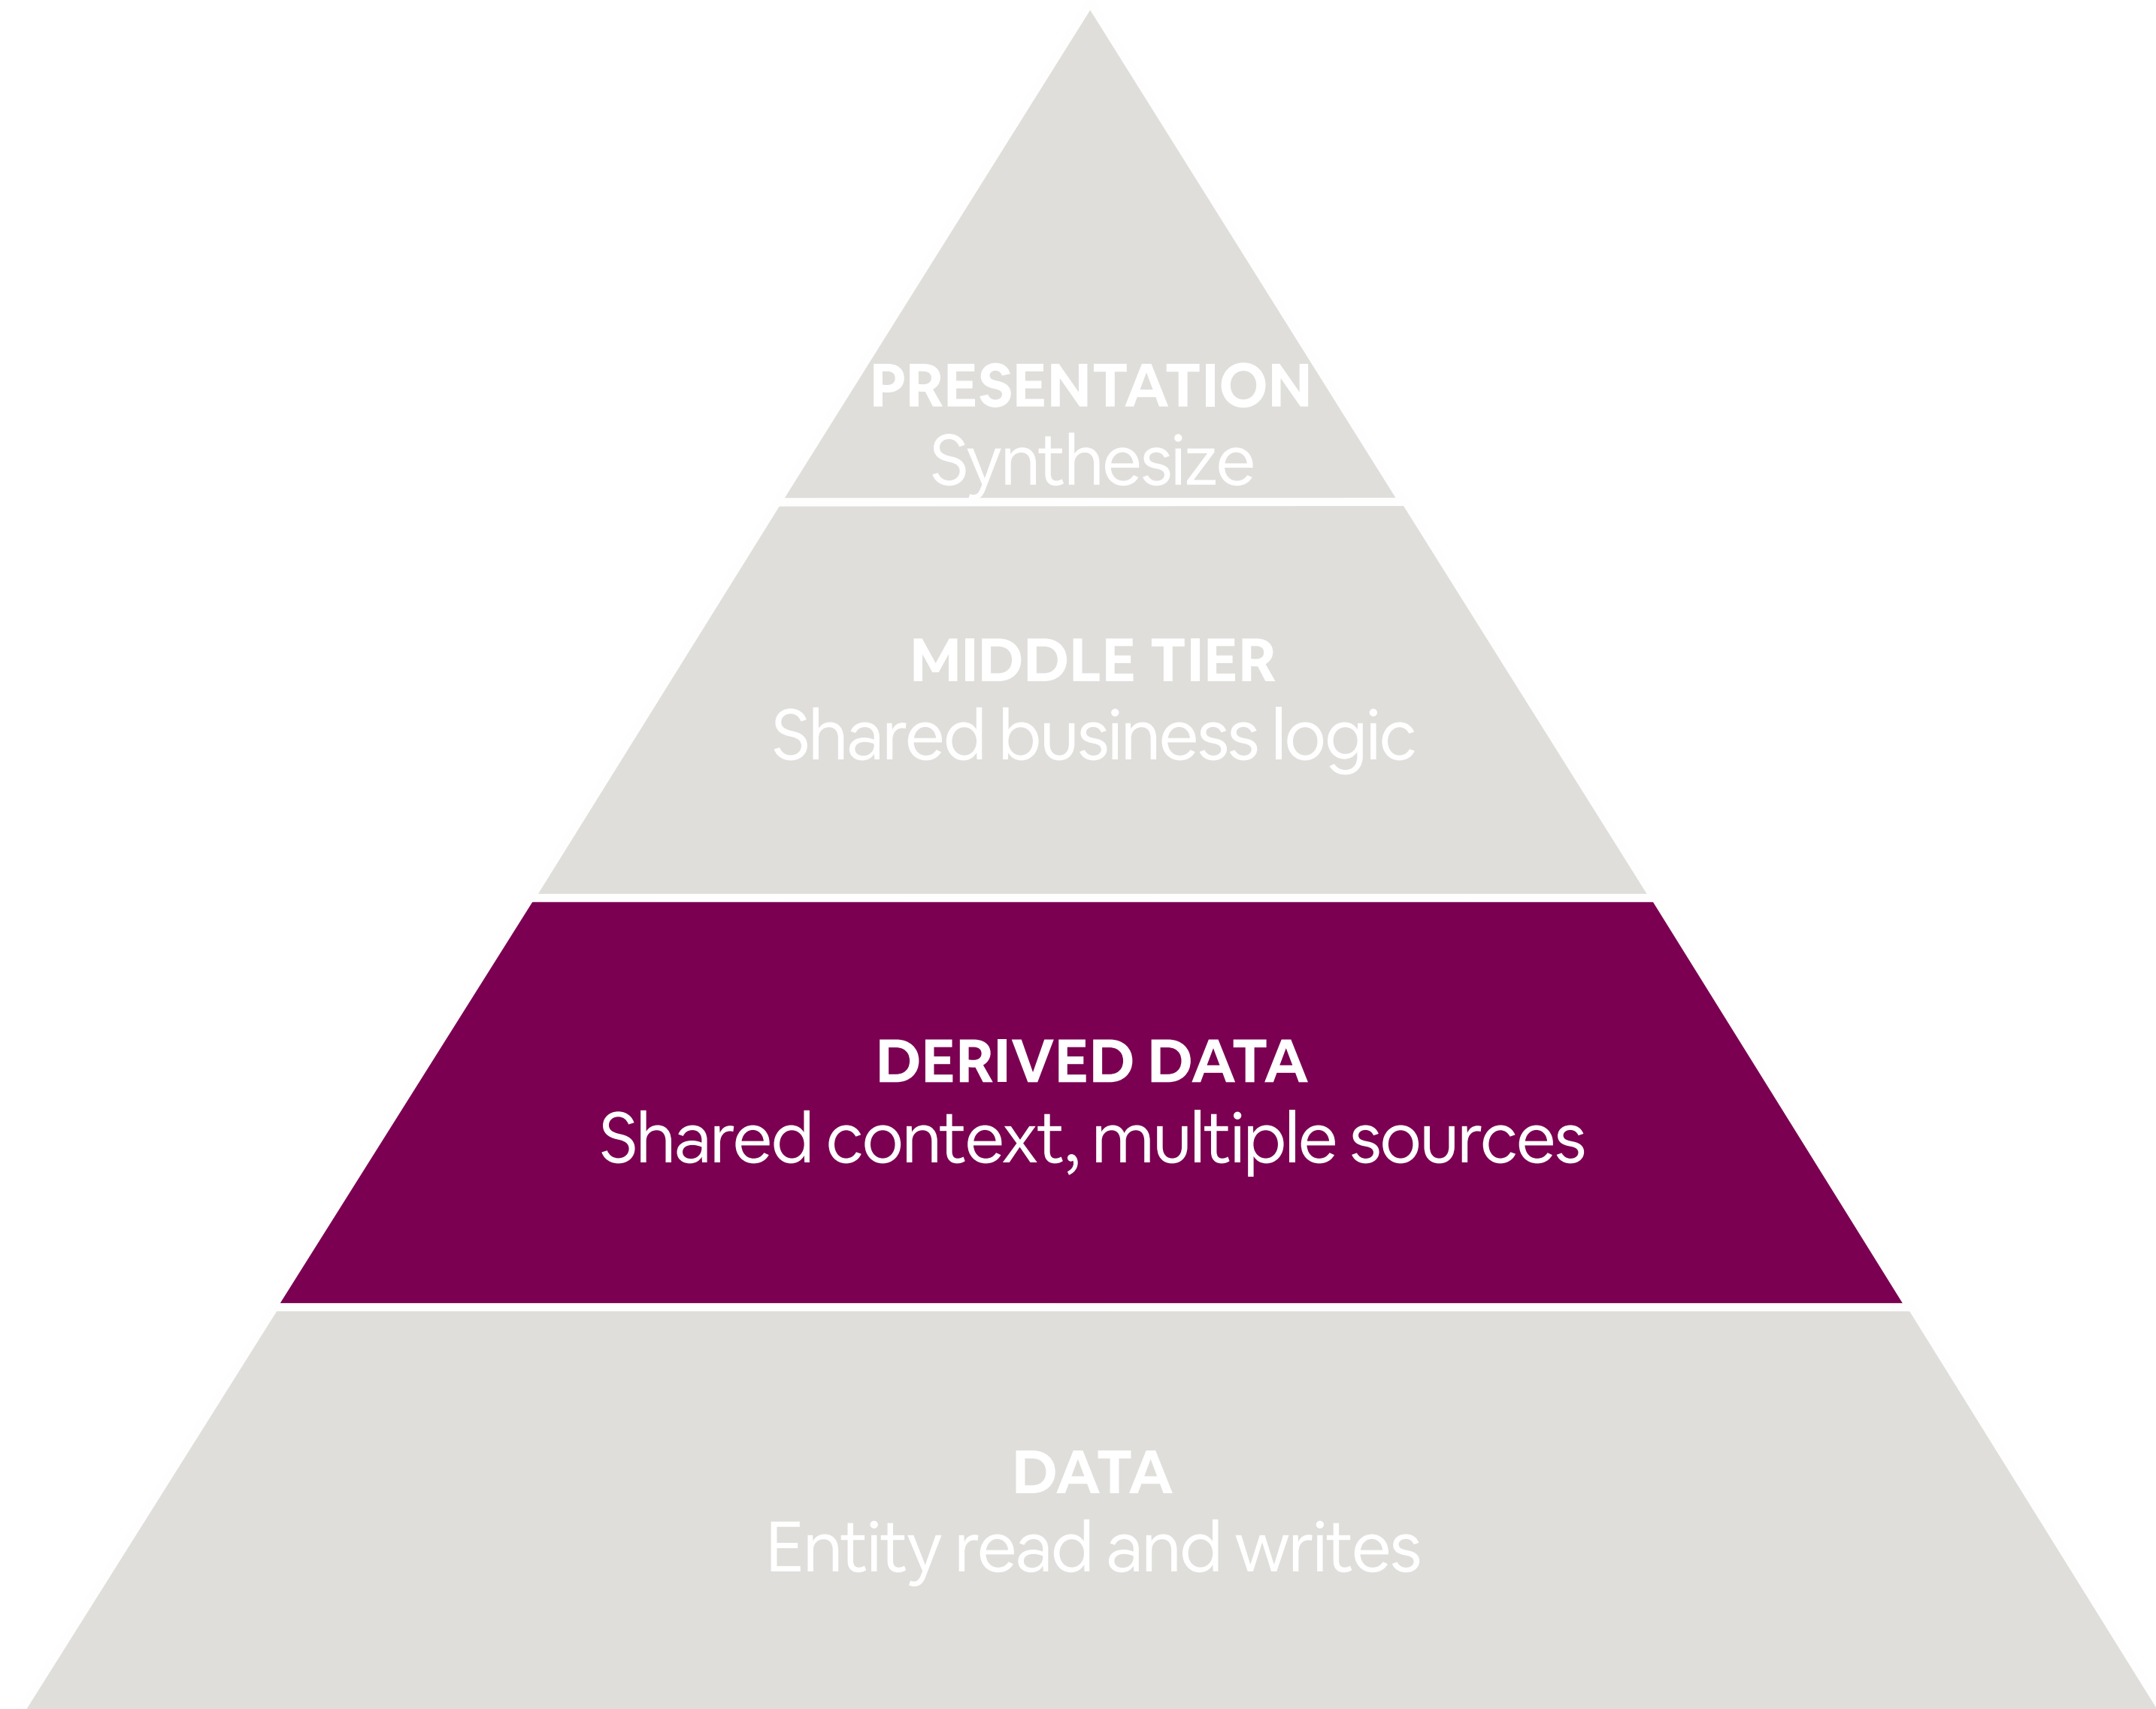 PRESENTATION
Synthesize
MIDDLE TIER
Shared business logic
DERIVED DATA
Shared context, multiple sources
DATA
Entity read and writes